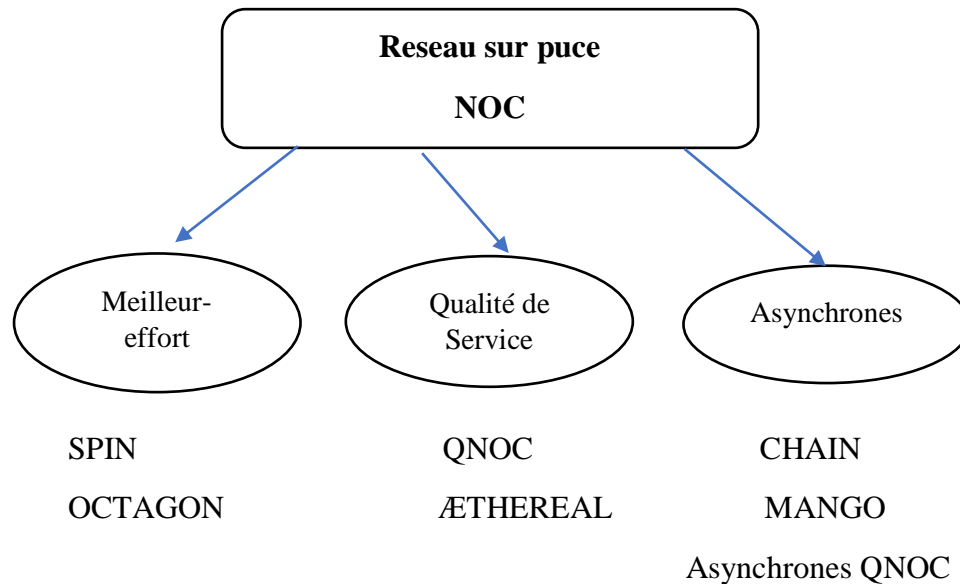 Reseau sur puce
NOC
Meilleur-
effort
Qualité de
Service
Asynchrones
SPIN
QNOC
CHAIN
OCTAGON
ÆTHEREAL
MANGO
Asynchrones QNOC